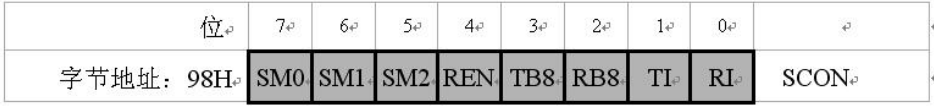 位 7 6 5 4 3 2 1 0
字节地址：98H SM0 SM1 SM2 REN TB8 RB8 TI RI SCON